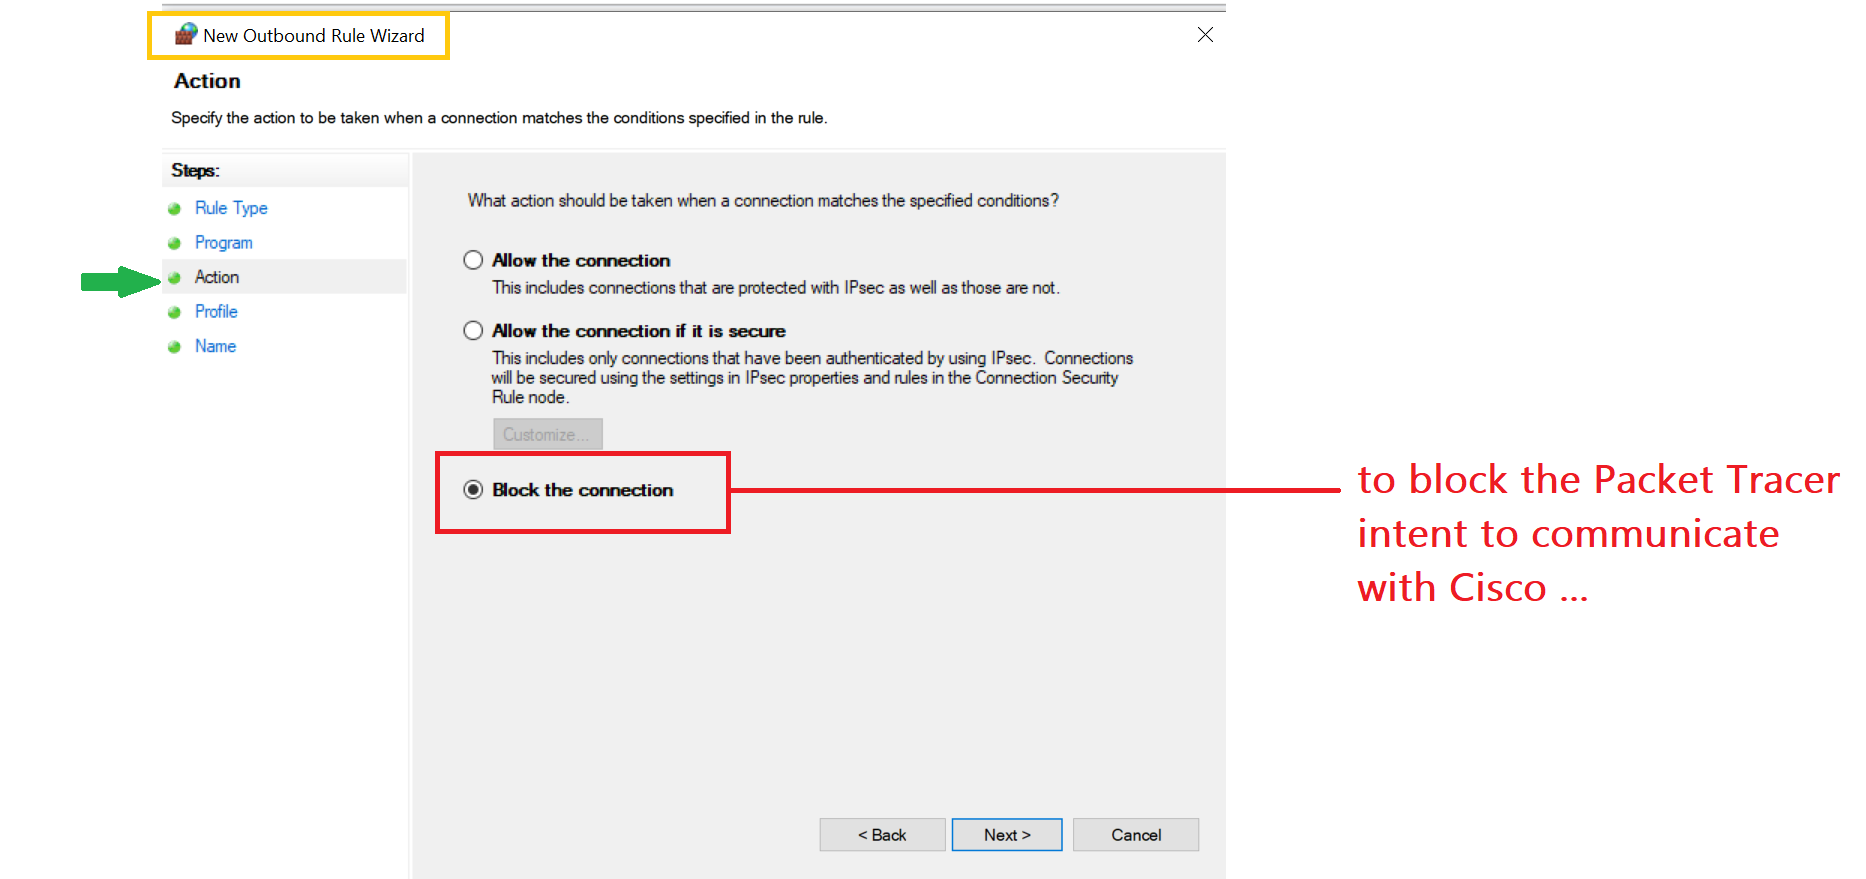 New Outbound Rule Wizard
Action
Specify the action to be taken when a connection matches the conditions specified in the rule.
Steps:
Rule Type
Program
Action
Profile
Name
What action should be taken when a connection matches the specified conditions?
Allow the connection
This includes connections that are protected with IPsec as well as those are not.
Allow the connection if it is secure
This includes only connections that have been authenticated by using IPsec. Connections
will be secured using the settings in IPsec properties and rules in the Connection Security
Rule node.
Customize...
Block the connection
to block the Packet Tracer
intent to communicate
with Cisco ...
< Back
Next >
Cancel